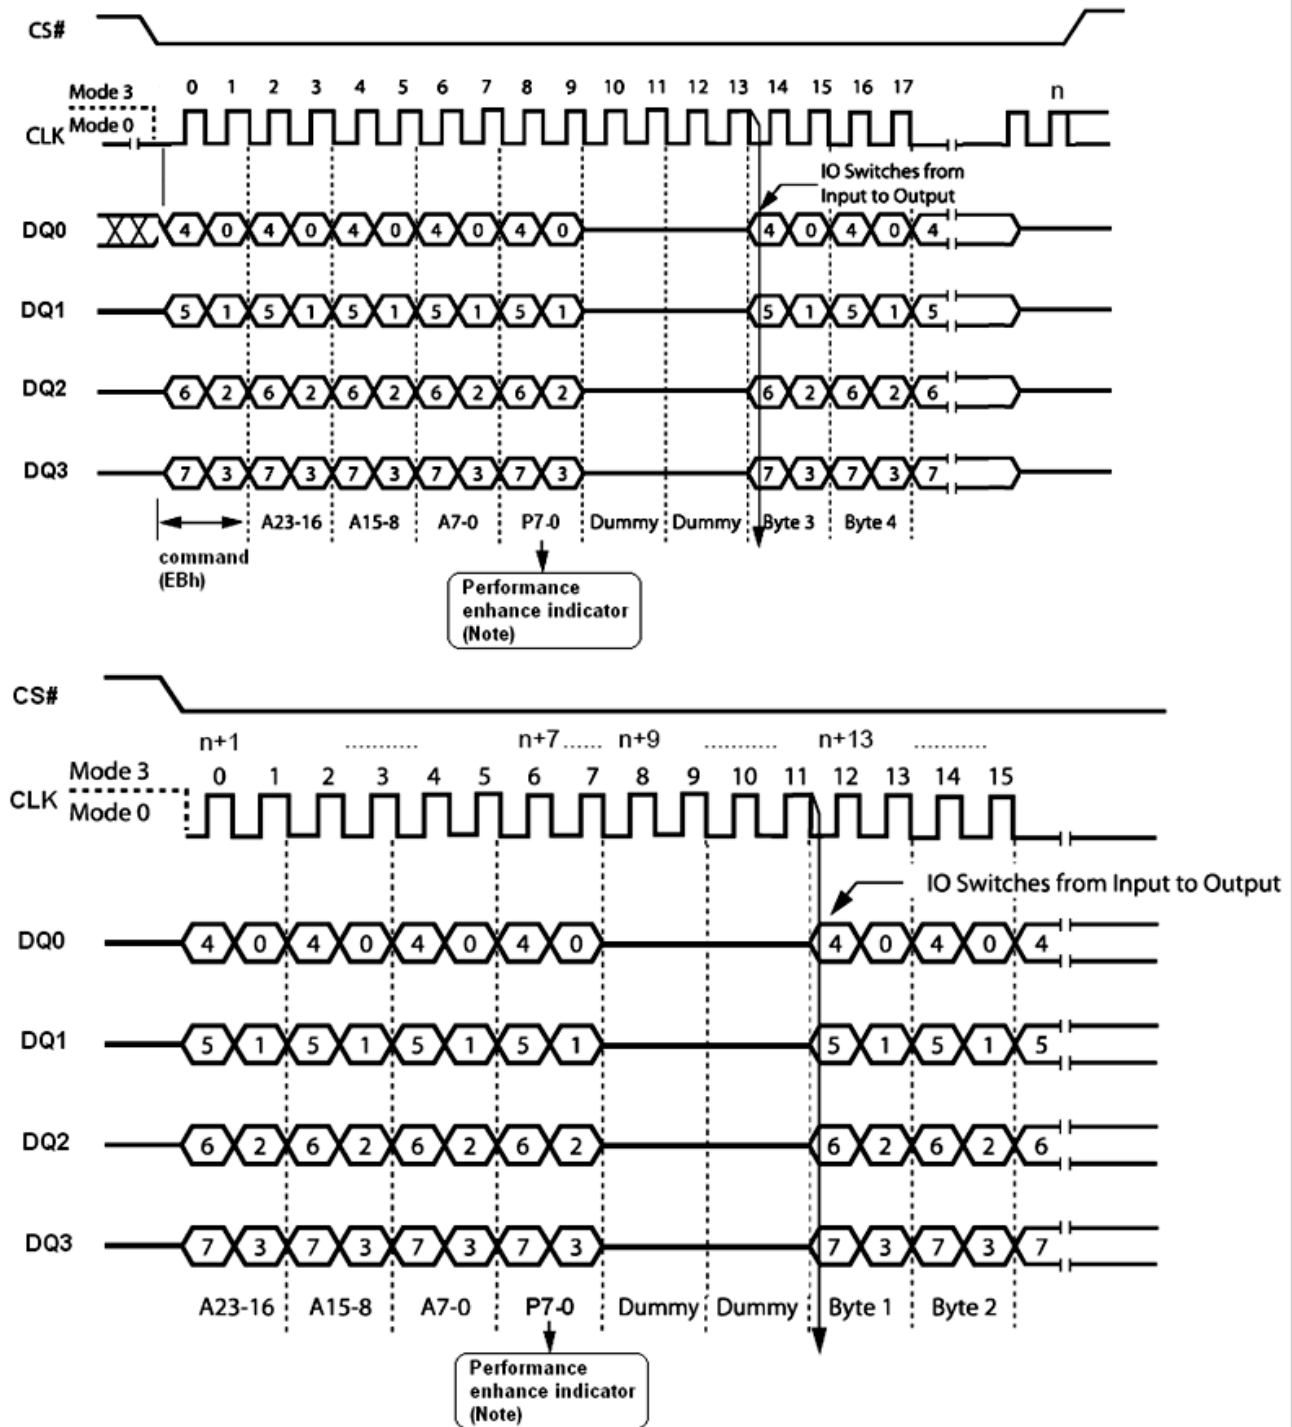 CS#
0 1 2 3 4 5 6 7 8 9 10 11 12 13 14 15 16 17 n
Mode 3
CLK Mode 0
IO Switches from
Input to Output
DQ0 4 0 4 0 4 0 4 0 4 0 4 0 4 0 4
DQ1 5 1 5 1 5 1 5 1 5 1 5 1 5 1 5
DQ2 6 2 6 2 6 2 6 2 6 2 6 2 6 2 6
DQ3 7 3 7 3 7 3 7 3 7 3 7 3 7 3 7
A23-16 A15-8 A7-0 P7-0 Dummy Dummy Byte 3 Byte 4
command
(EBh)
Performance
enhance indicator
(Note)
CS#
n+1 ........... n+7 ...... n+9 ........... n+13 ...........
Mode 3 0 1 2 3 4 5 6 7 8 9 10 11 12 13 14 15
CLK
Mode 0
IO Switches from Input to Output
DQ0 4 0 4 0 4 0 4 0 4 0 4 0 4
DQ1 5 1 5 1 5 1 5 1 5 1 5 1 5
DQ2 6 2 6 2 6 2 6 2 6 2 6 2 6
DQ3 7 3 7 3 7 3 7 3 7 3 7 3 7
A23-16 A15-8 A7-0 P7-0 Dummy Dummy Byte 1 Byte 2
Performance
enhance indicator
(Note)